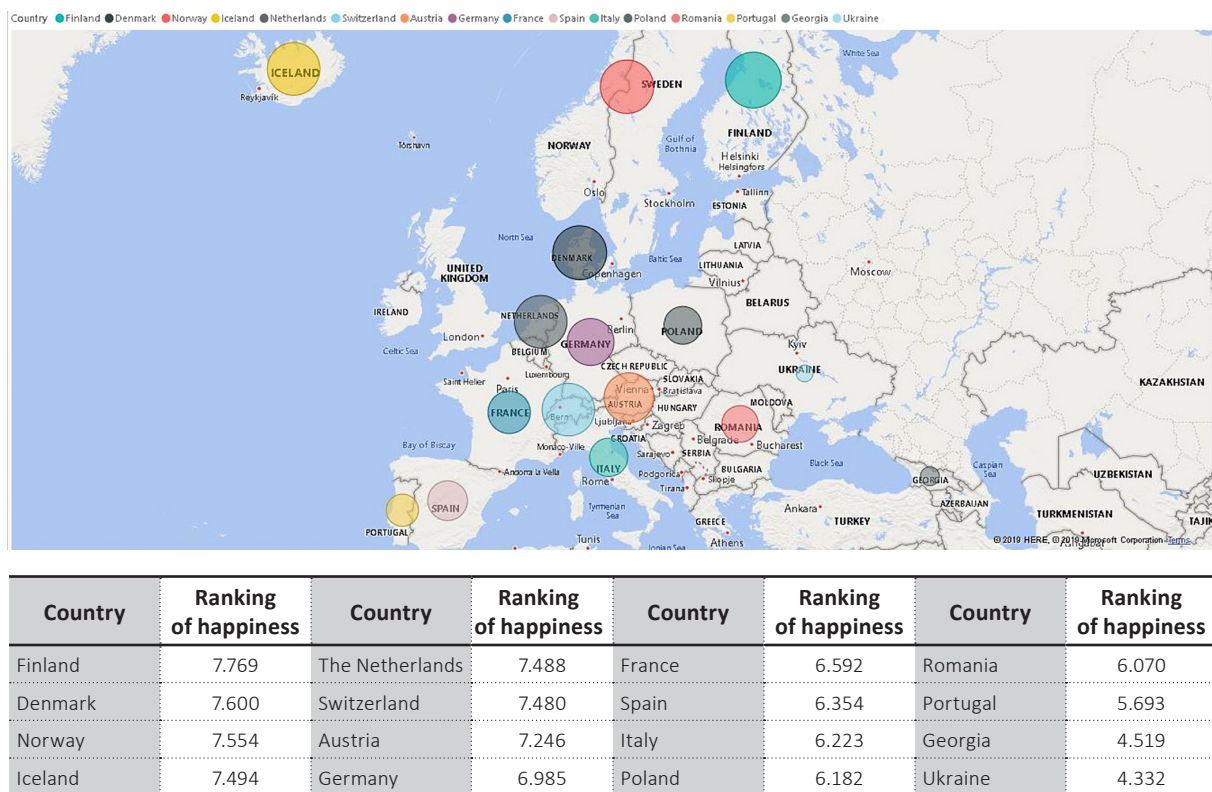 Country Finland Denmark Norway Iceland Netherlands Switzerland Austria Germany France Spain Italy Poland Romania Portugal Georgia Ukraine
White Sea
ICELAND
Reykjavík
SWEDEN
Tórshavn
FINLAND
NORWAY
Gulf of
Bothnia
Helsinki
Helsingfors
Oslo
Stockholm
Tallinn
ESTONIA
North Sea
LATVIA
DENMARK
Baltic Sea
Copenhagen
LITHUANIA
Moscow
UNITED
KINGDOM
Vilnius
BELARUS
IRELAND
NETHERLANDS
Berlin
POLAND
London
GERMANY
Kyiv
Celtic Sea
BELGIUM
CZECH REPUBLIC
UKRAINE
Luxembourg
Saint Helier
Paris
SLOVAKIA
Vienna
Bratislava
KAZAKHSTAN
AUSTRIA
HUNGARY
MOLDOVA
FRANCE
Bern
Ljubljana
Zagreb
ROMANIA
Bay of Biscay
Monaco-Ville
CROATIA
Belgrade
Bucharest
Sarajevo
SERBIA
Black Sea
Caspian
Sea
Andorra la Vella
ITALY
Rome
Podgorica
BULGARIA
Skopje
Tirana
GEORGIA
UZBEKISTAN
SPAIN
Tyrrhenian
Sea
Ankara
TURKEY
AZERBAIJAN
TURKMENISTAN
TAJIK
PORTUGAL
GREECE
Tunis
Ionian Sea
Athens
© 2019 HERE, © 2019 Microsoft Corporation Terms
Country Ranking of happiness Country Ranking of happiness Country Ranking of happiness Country Ranking of happiness
Finland 7.769 The Netherlands 7.488 France 6.592 Romania 6.070
Denmark 7.600 Switzerland 7.480 Spain 6.354 Portugal 5.693
Norway 7.554 Austria 7.246 Italy 6.223 Georgia 4.519
Iceland 7.494 Germany 6.985 Poland 6.182 Ukraine 4.332